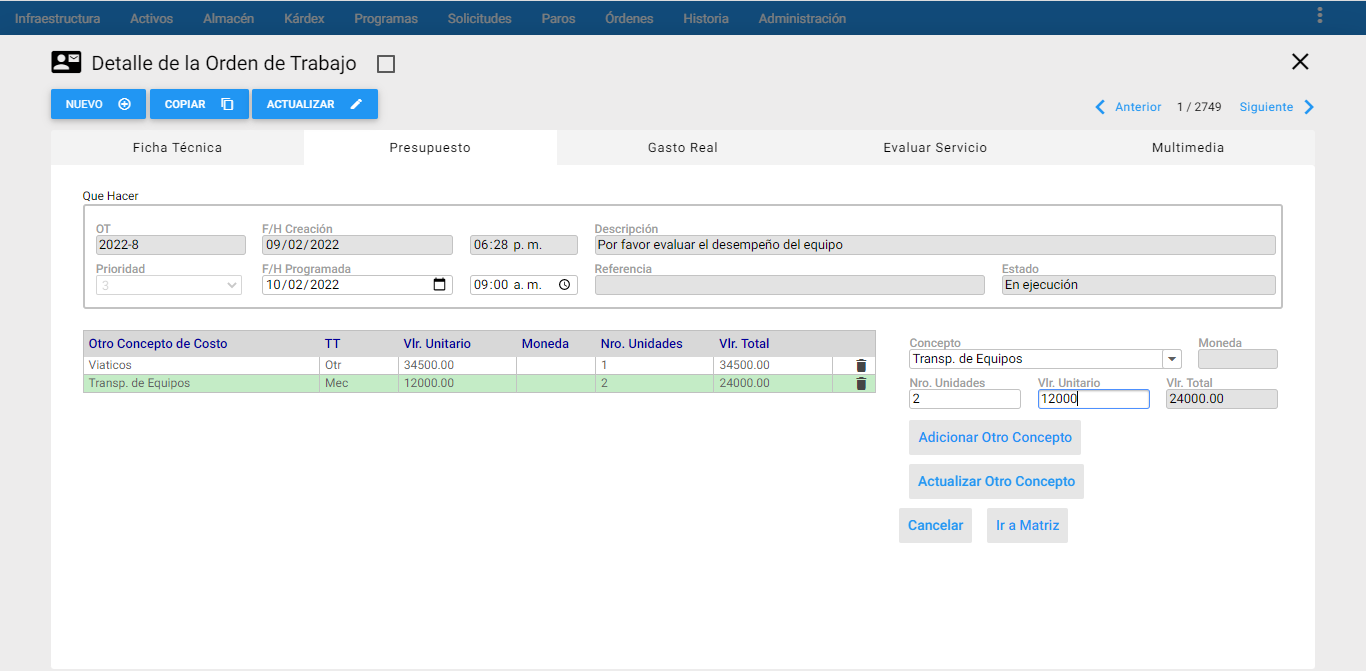 Infraestructura Activos Almacén Kárdex Programas Solicitudes Paros Órdenes Historia Administración
Detalle de la Orden de Trabajo
NUEVO COPIAR ACTUALIZAR
Anterior 1 / 2749 Siguiente
Ficha Técnica Presupuesto Gasto Real Evaluar Servicio Multimedia
Que Hacer
OT F/H Creación Descripción
2022-8 09/02/2022 06:28 p. m. Por favor evaluar el desempeño del equipo
Prioridad F/H Programada Referencia Estado
3 10/02/2022 09:00 a. m. En ejecución
Otro Concepto de Costo TT Vlr. Unitario Moneda Nro. Unidades Vlr. Total
Viaticos Otr 34500.00 1 34500.00
Transp. de Equipos Mec 12000.00 2 24000.00
Concepto Moneda
Transp. de Equipos
Nro. Unidades Vlr. Unitario Vlr. Total
2 12000 24000.00
Adicionar Otro Concepto
Actualizar Otro Concepto
Cancelar Ir a Matriz